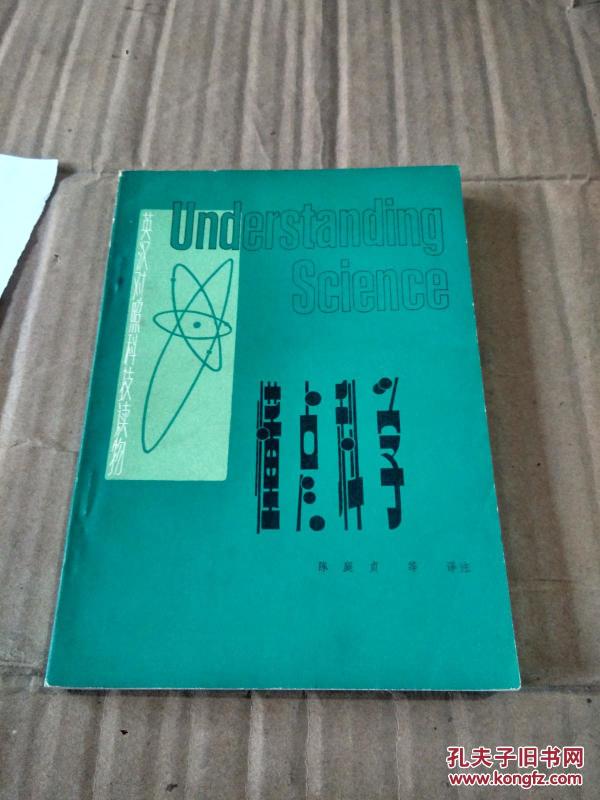 英汉对照科技读物
Understanding
Science
懂点科学
陈庭贞 等 译注
孔夫子旧书网
www.kongfz.com